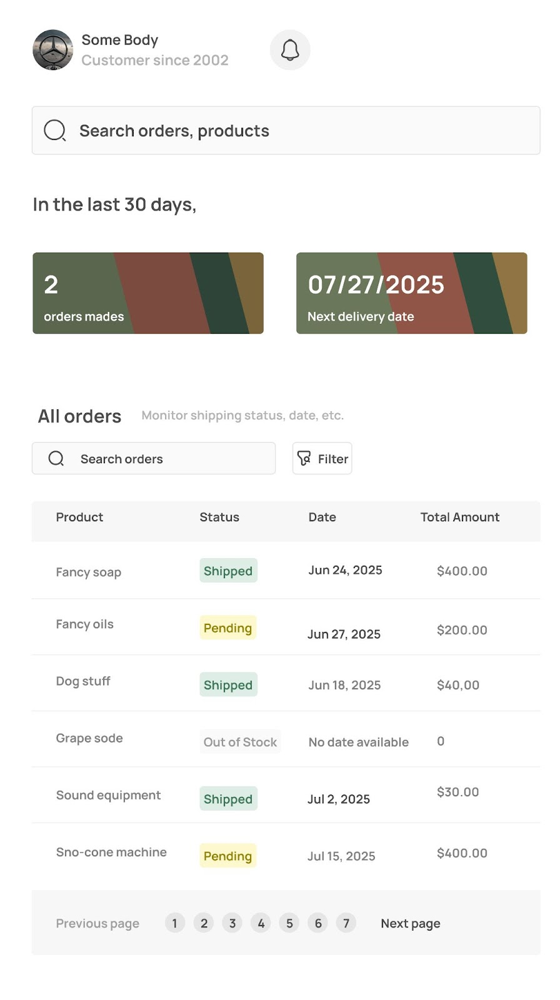 Some Body
Customer since 2002
Search orders, products
In the last 30 days,
2
orders mades
07/27/2025
Next delivery date
All orders Monitor shipping status, date, etc.
Search orders Filter
Product Status Date Total Amount
Fancy soap Shipped Jun 24, 2025 $400.00
Fancy oils Pending Jun 27, 2025 $200.00
Dog stuff Shipped Jun 18, 2025 $40,00
Grape sode Out of Stock No date available 0
Sound equipment Shipped Jul 2, 2025 $30.00
Sno-cone machine Pending Jul 15, 2025 $400.00
Previous page 1 2 3 4 5 6 7 Next page